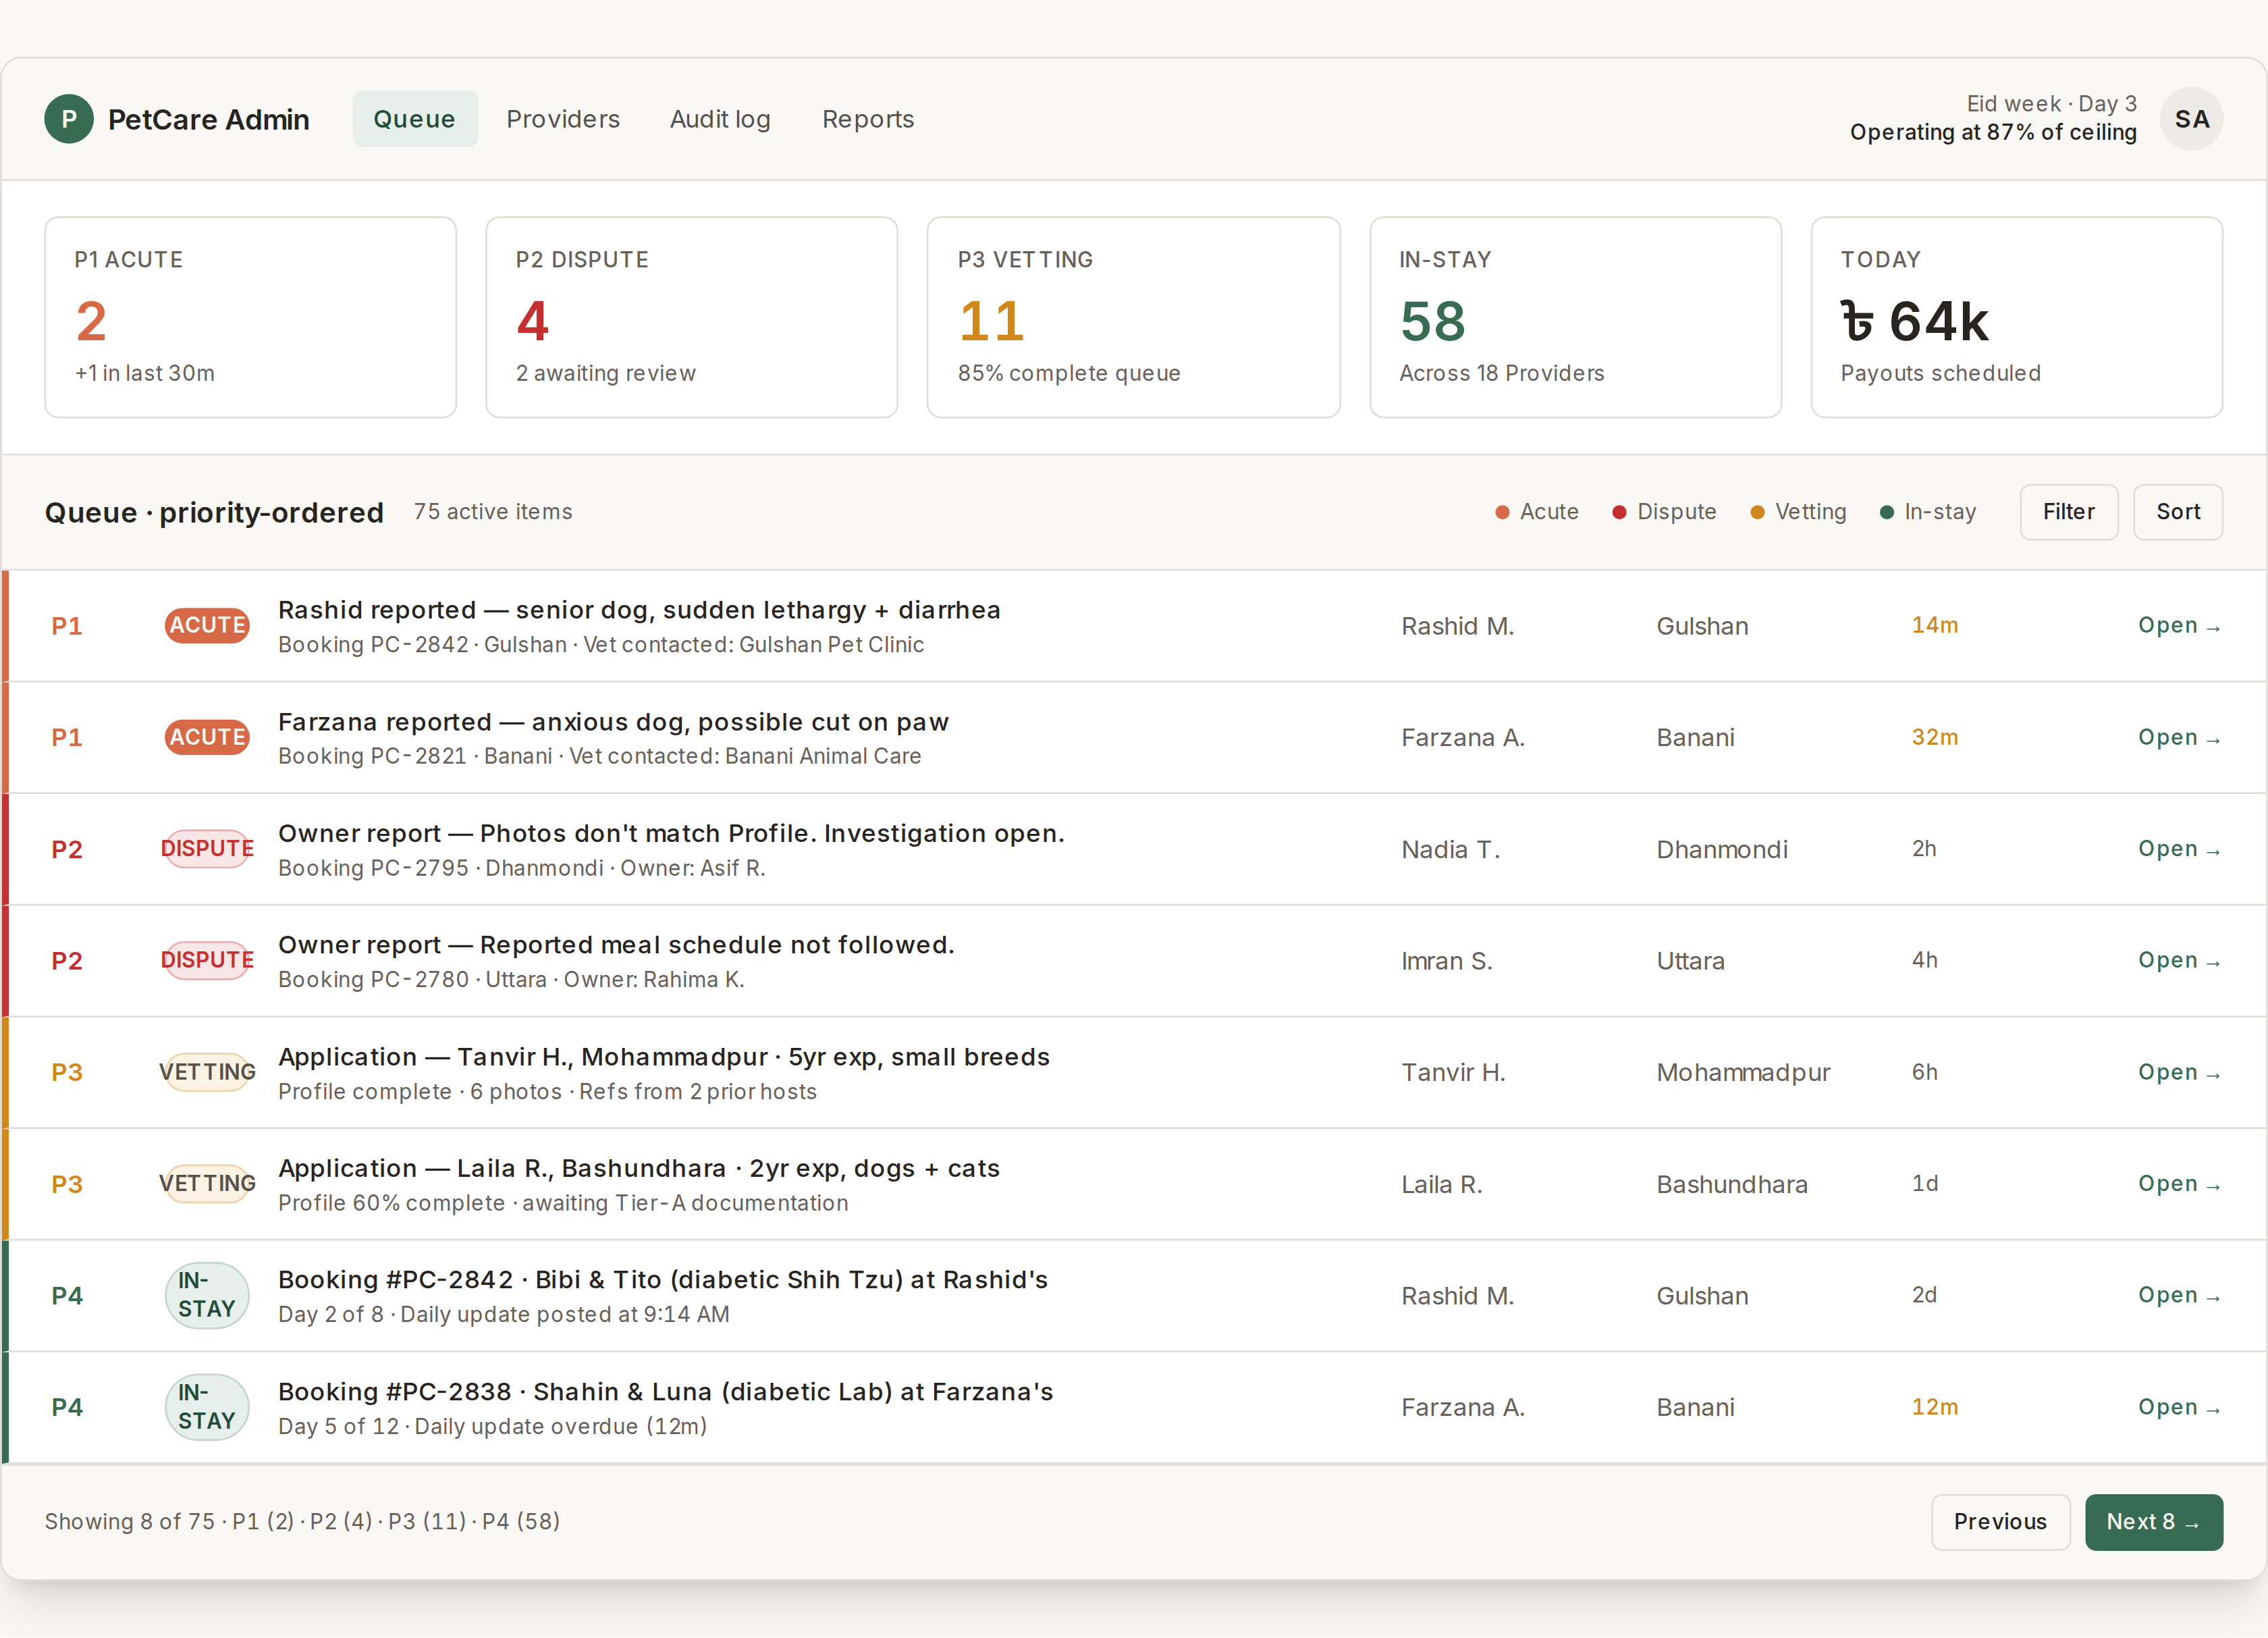 P PetCare Admin Queue Providers Audit log Reports
Eid week · Day 3
Operating at 87% of ceiling
SA
P1 ACUTE
2
+1 in last 30m
P2 DISPUTE
4
2 awaiting review
P3 VETTING
11
85% complete queue
IN-STAY
58
Across 18 Providers
TODAY
৳ 64k
Payouts scheduled
Queue · priority-ordered 75 active items
Acute Dispute Vetting In-stay Filter Sort
P1 ACUTE
Rashid reported — senior dog, sudden lethargy + diarrhea
Booking PC-2842 · Gulshan · Vet contacted: Gulshan Pet Clinic
Rashid M. Gulshan 14m Open →
P1 ACUTE
Farzana reported — anxious dog, possible cut on paw
Booking PC-2821 · Banani · Vet contacted: Banani Animal Care
Farzana A. Banani 32m Open →
P2 DISPUTE
Owner report — Photos don't match Profile. Investigation open.
Booking PC-2795 · Dhanmondi · Owner: Asif R.
Nadia T. Dhanmondi 2h Open →
P2 DISPUTE
Owner report — Reported meal schedule not followed.
Booking PC-2780 · Uttara · Owner: Rahima K.
Imran S. Uttara 4h Open →
P3 VETTING
Application — Tanvir H., Mohammadpur · 5yr exp, small breeds
Profile complete · 6 photos · Refs from 2 prior hosts
Tanvir H. Mohammadpur 6h Open →
P3 VETTING
Application — Laila R., Bashundhara · 2yr exp, dogs + cats
Profile 60% complete · awaiting Tier-A documentation
Laila R. Bashundhara 1d Open →
P4
IN-
STAY
Booking #PC-2842 · Bibi & Tito (diabetic Shih Tzu) at Rashid's
Day 2 of 8 · Daily update posted at 9:14 AM
Rashid M. Gulshan 2d Open →
P4
IN-
STAY
Booking #PC-2838 · Shahin & Luna (diabetic Lab) at Farzana's
Day 5 of 12 · Daily update overdue (12m)
Farzana A. Banani 12m Open →
Showing 8 of 75 · P1 (2) · P2 (4) · P3 (11) · P4 (58)
Previous Next 8 →